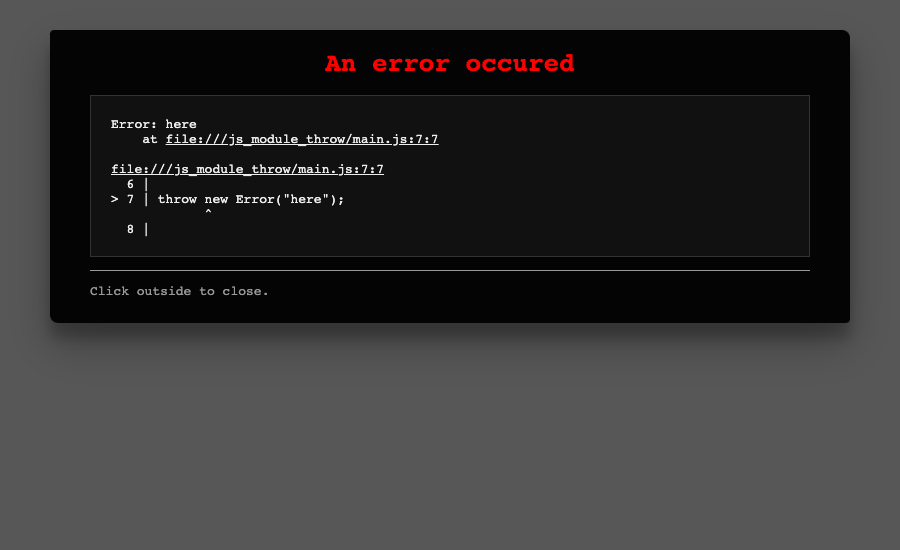 An error occured
Error: here
    at file:///js_module_throw/main.js:7:7
file:///js_module_throw/main.js:7:7
  6 |
> 7 | throw new Error("here");
            ^
  8 |
Click outside to close.